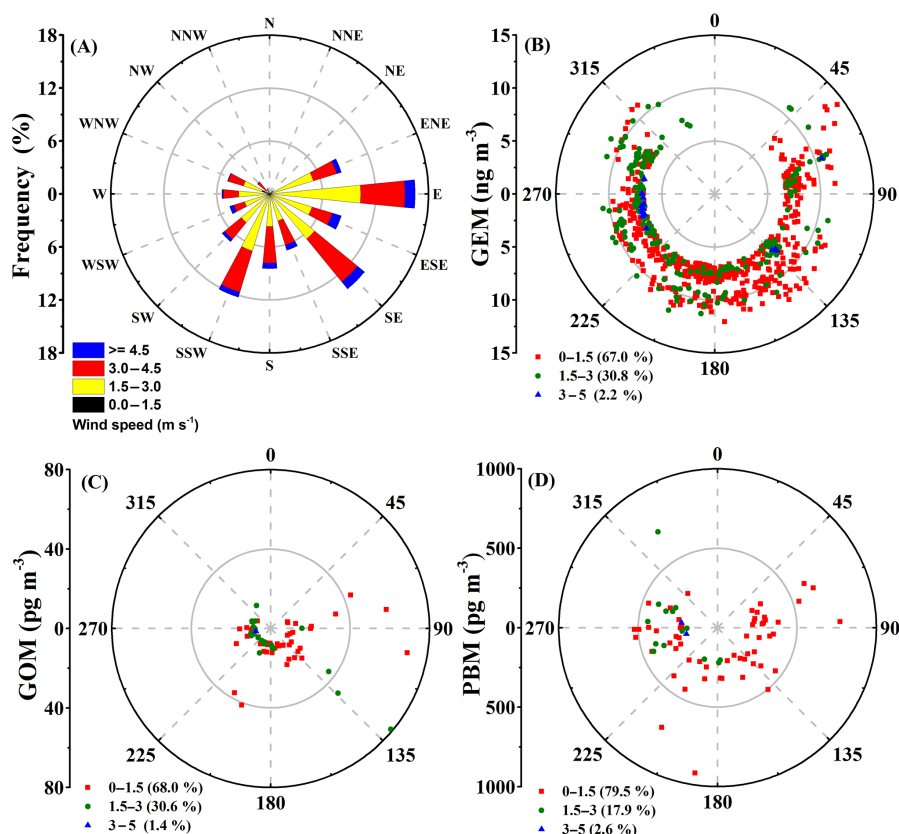 (A)
Frequency (%)
18
12
6
0
6
12
18
N
NNE
NE
ENE
E
ESE
SE
SSE
S
SSW
SW
WSW
W
WNW
NW
NNW
>= 4.5
3.0–4.5
1.5–3.0
0.0–1.5
Wind speed (m s⁻¹)
(B)
GEM (ng m⁻³)
15
10
5
0
5
10
15
0
45
90
135
180
225
270
315
0–1.5 (67.0 %)
1.5–3 (30.8 %)
3–5 (2.2 %)
(C)
GOM (pg m⁻³)
80
40
0
40
80
0
45
90
135
180
225
270
315
0–1.5 (68.0 %)
1.5–3 (30.6 %)
3–5 (1.4 %)
(D)
PBM (pg m⁻³)
1000
500
0
500
1000
0
45
90
135
180
225
270
315
0–1.5 (79.5 %)
1.5–3 (17.9 %)
3–5 (2.6 %)